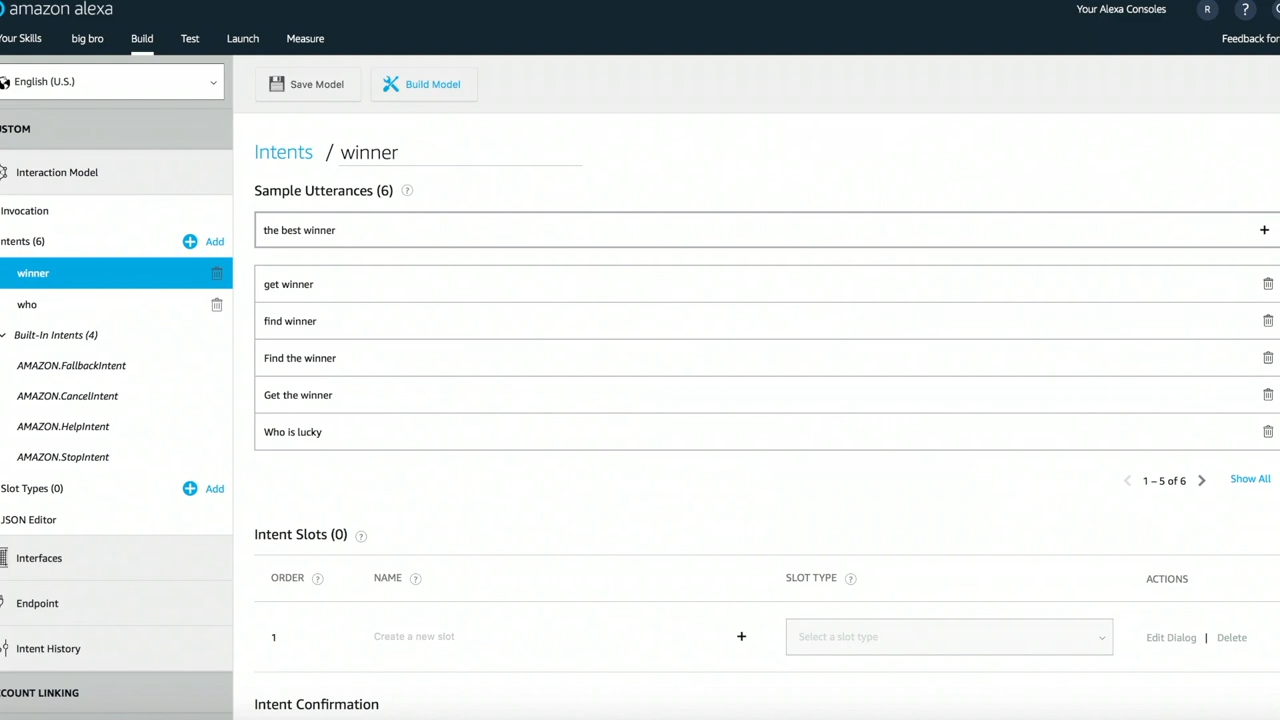 amazon alexa
Your Alexa Consoles
R
?
Your Skills
big bro
Build
Test
Launch
Measure
Feedback for
English (U.S.)
Save Model
Build Model
USTOM
Interaction Model
Invocation
ntents (6)
Add
winner
who
Built-In Intents (4)
AMAZON.FallbackIntent
AMAZON.CancelIntent
AMAZON.HelpIntent
AMAZON.StopIntent
Slot Types (0)
Add
JSON Editor
Interfaces
Endpoint
Intent History
COUNT LINKING
Intents / winner
Sample Utterances (6) ?
the best winner +
get winner
find winner
Find the winner
Get the winner
Who is lucky
< 1 – 5 of 6 > Show All
Intent Slots (0) ?
ORDER ? NAME ? SLOT TYPE ? ACTIONS
1 Create a new slot + Select a slot type Edit Dialog | Delete
Intent Confirmation